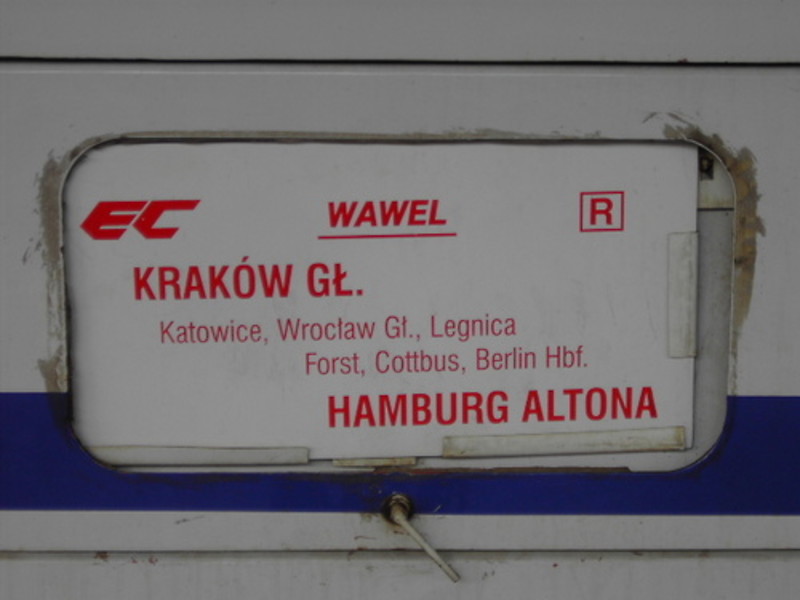 EC WAWEL R
KRAKÓW GŁ.
Katowice, Wrocław Gł., Legnica
Forst, Cottbus, Berlin Hbf.
HAMBURG ALTONA